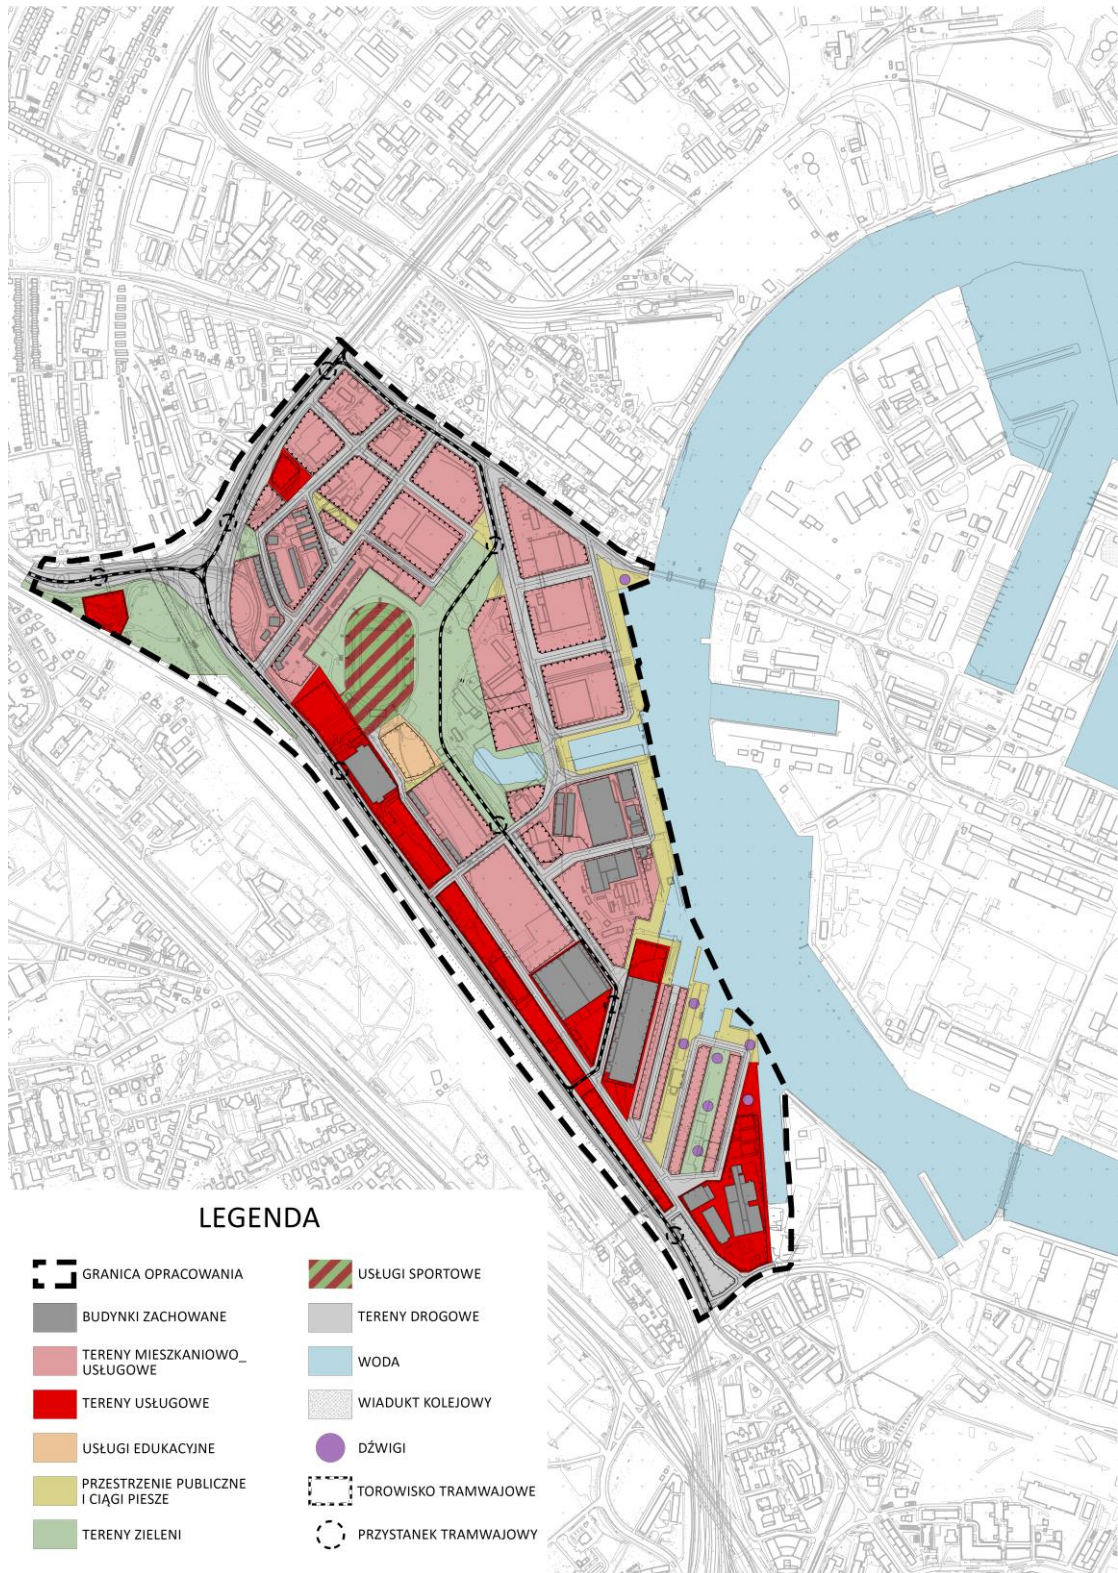 LEGENDA
GRANICA OPRACOWANIA
BUDYNKI ZACHOWANE
TERENY MIESZKANIOWO_
USŁUGOWE
TERENY USŁUGOWE
USŁUGI EDUKACYJNE
PRZESTRZENIE PUBLICZNE
I CIĄGI PIESZE
TERENY ZIELENI
USŁUGI SPORTOWE
TERENY DROGOWE
WODA
WIADUKT KOLEJOWY
DŹWIGI
TOROWISKO TRAMWAJOWE
PRZYSTANEK TRAMWAJOWY